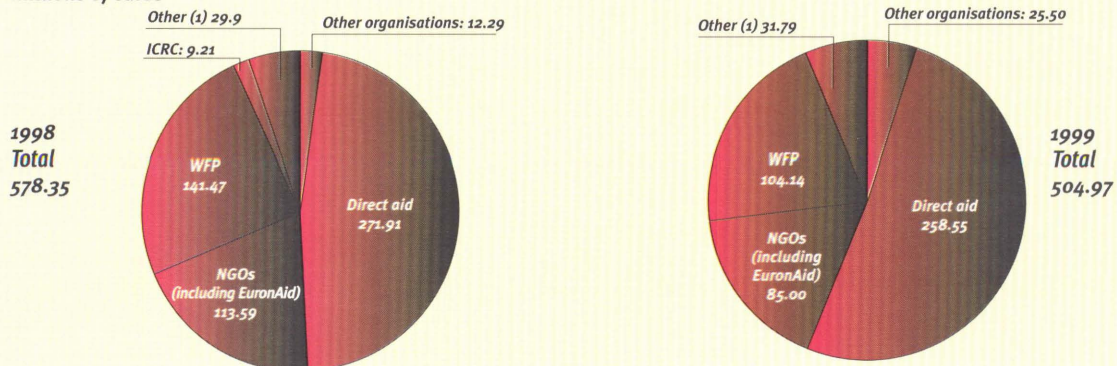 Other (1) 29.9
Other organisations: 12.29
ICRC: 9.21
WFP
141.47
Direct aid
271.91
NGOs
(including EuronAid)
113.59
1998
Total
578.35
Other (1) 31.79
Other organisations: 25.50
WFP
104.14
Direct aid
258.55
NGOs
(including
EuronAid)
85.00
1999
Total
504.97